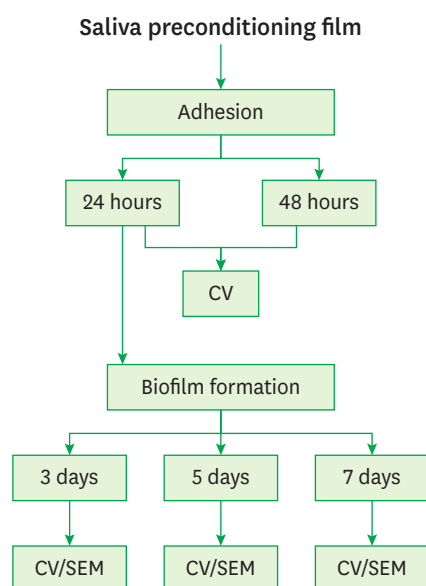 Saliva preconditioning film
Adhesion
24 hours
48 hours
CV
Biofilm formation
3 days
5 days
7 days
CV/SEM
CV/SEM
CV/SEM